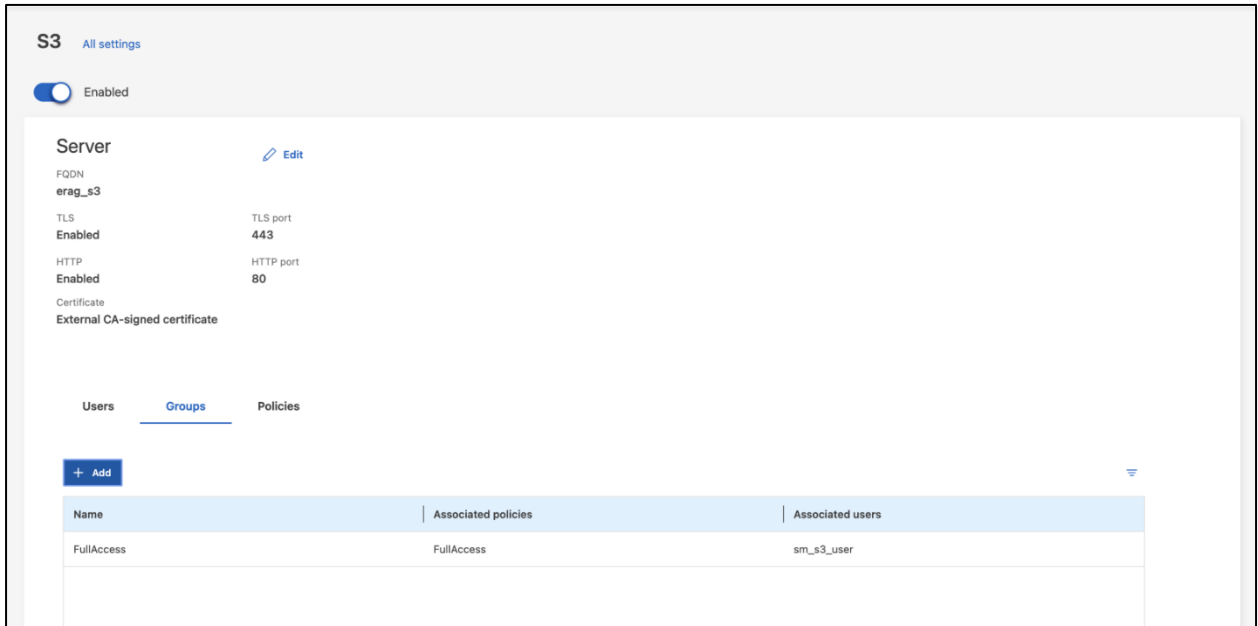 S3 All settings
Enabled
Server Edit
FQDN
erag_s3
TLS TLS port
Enabled 443
HTTP HTTP port
Enabled 80
Certificate
External CA-signed certificate
Users Groups Policies
+ Add
Name Associated policies Associated users
FullAccess FullAccess sm_s3_user